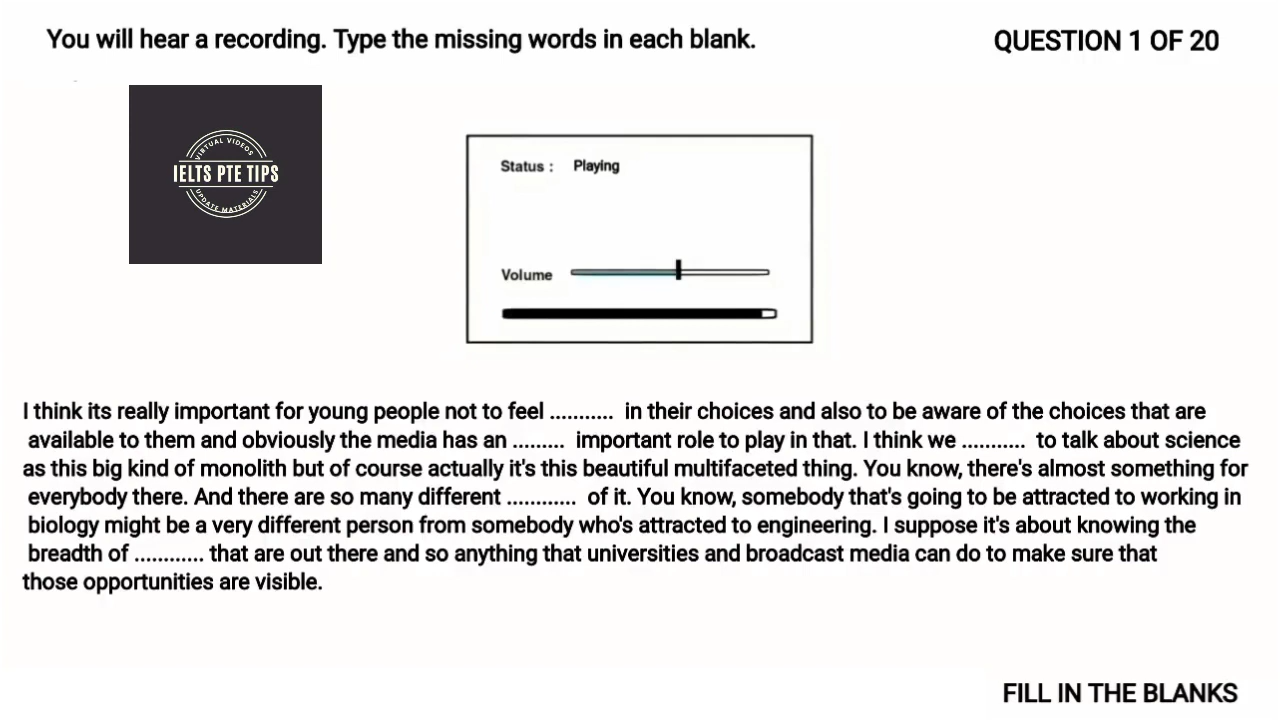 You will hear a recording. Type the missing words in each blank.
QUESTION 1 OF 20
VIRTUAL VIDEOS
IELTS PTE TIPS
UPDATE MATERIALS
Status : Playing
Volume
I think its really important for young people not to feel ........... in their choices and also to be aware of the choices that are
available to them and obviously the media has an ......... important role to play in that. I think we ........... to talk about science
as this big kind of monolith but of course actually it's this beautiful multifaceted thing. You know, there's almost something for
everybody there. And there are so many different ............ of it. You know, somebody that's going to be attracted to working in
biology might be a very different person from somebody who's attracted to engineering. I suppose it's about knowing the
breadth of ............ that are out there and so anything that universities and broadcast media can do to make sure that
those opportunities are visible.
FILL IN THE BLANKS